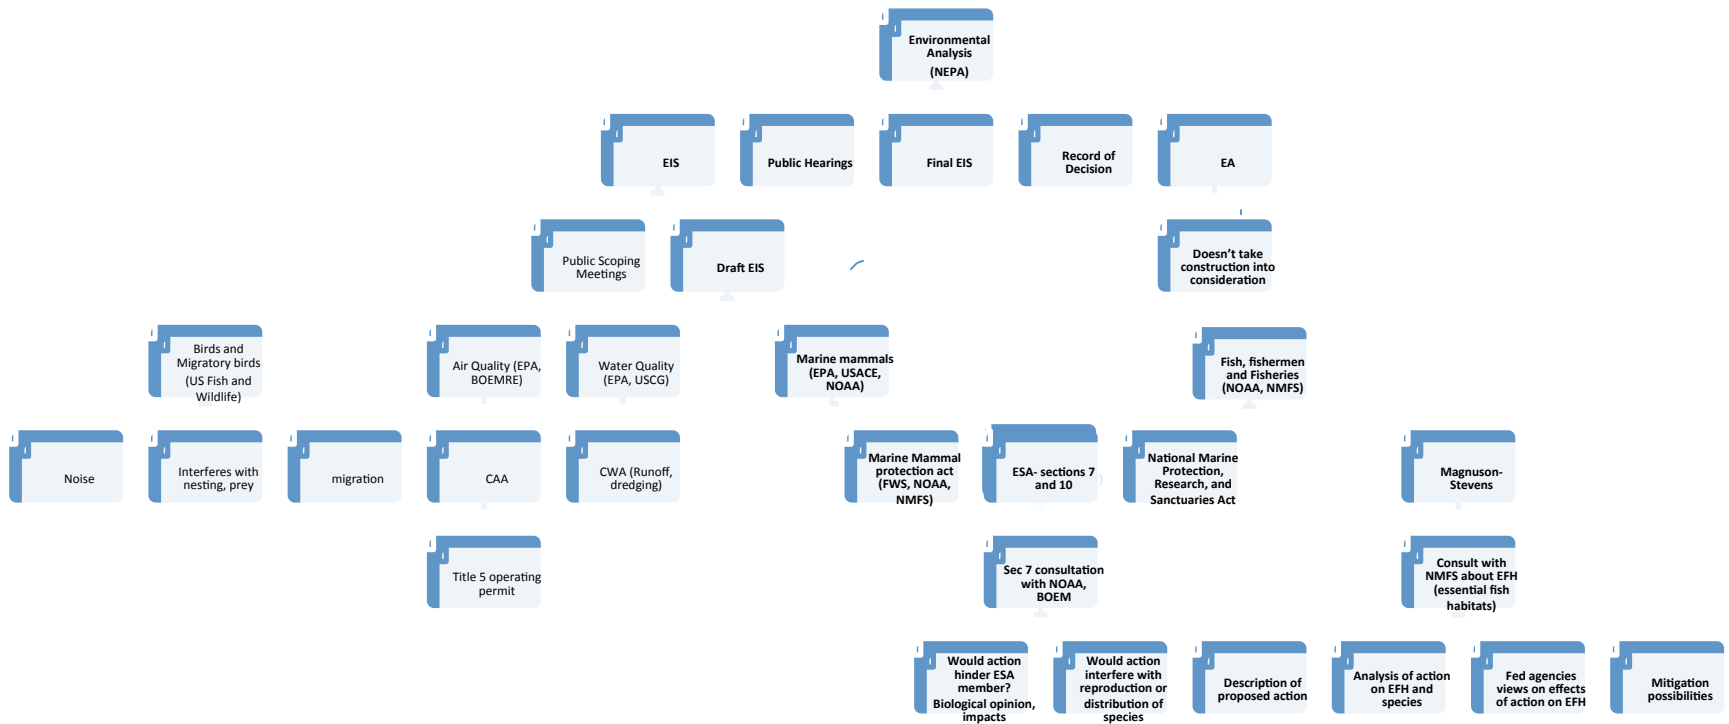 Environmental
Analysis
(NEPA)
EIS
Public Hearings
Final EIS
Record of
Decision
EA
Public Scoping
Meetings
Draft EIS
Doesn’t take
construction into
consideration
Birds and
Migratory birds
(US Fish and
Wildlife)
Air Quality (EPA,
BOEMRE)
Water Quality
(EPA, USCG)
Marine mammals
(EPA, USACE,
NOAA)
Fish, fishermen
and Fisheries
(NOAA, NMFS)
Noise
Interferes with
nesting, prey
migration
CAA
CWA (Runoff,
dredging)
Marine Mammal
protection act
(FWS, NOAA,
NMFS)
ESA- sections 7
and 10
National Marine
Protection,
Research, and
Sanctuaries Act
Magnuson-
Stevens
Title 5 operating
permit
Sec 7 consultation
with NOAA,
BOEM
Consult with
NMFS about EFH
(essential fish
habitats)
Would action
hinder ESA
member?
Biological opinion,
impacts
Would action
interfere with
reproduction or
distribution of
species
Description of
proposed action
Analysis of action
on EFH and
species
Fed agencies
views on effects
of action on EFH
Mitigation
possibilities